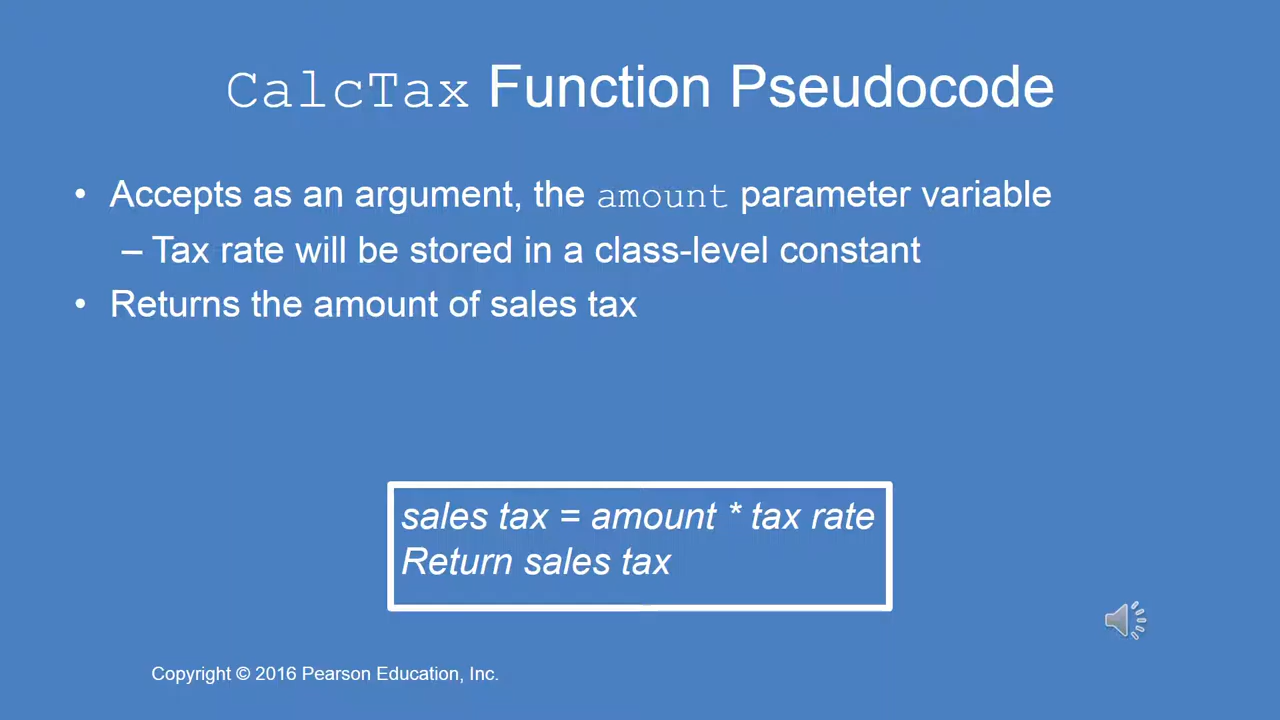 CalcTax Function Pseudocode
• Accepts as an argument, the amount parameter variable
– Tax rate will be stored in a class-level constant
• Returns the amount of sales tax
sales tax = amount * tax rate
Return sales tax
Copyright © 2016 Pearson Education, Inc.